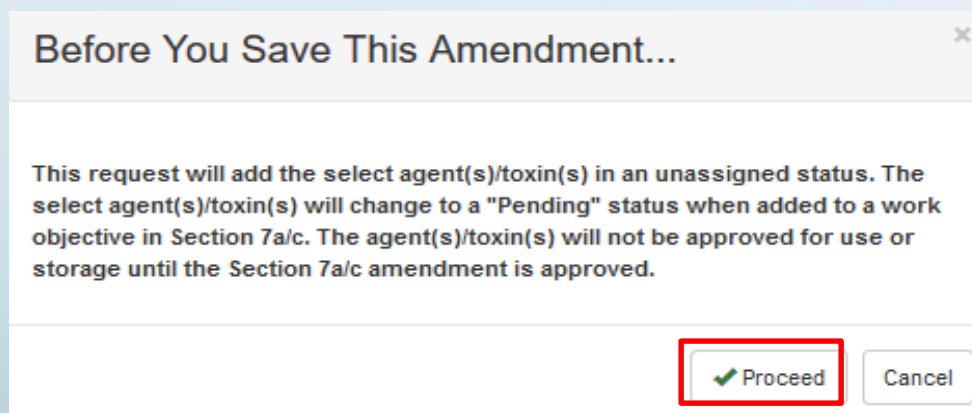 Before You Save This Amendment...
×
This request will add the select agent(s)/toxin(s) in an unassigned status. The
select agent(s)/toxin(s) will change to a "Pending" status when added to a work
objective in Section 7a/c. The agent(s)/toxin(s) will not be approved for use or
storage until the Section 7a/c amendment is approved.
Proceed
Cancel